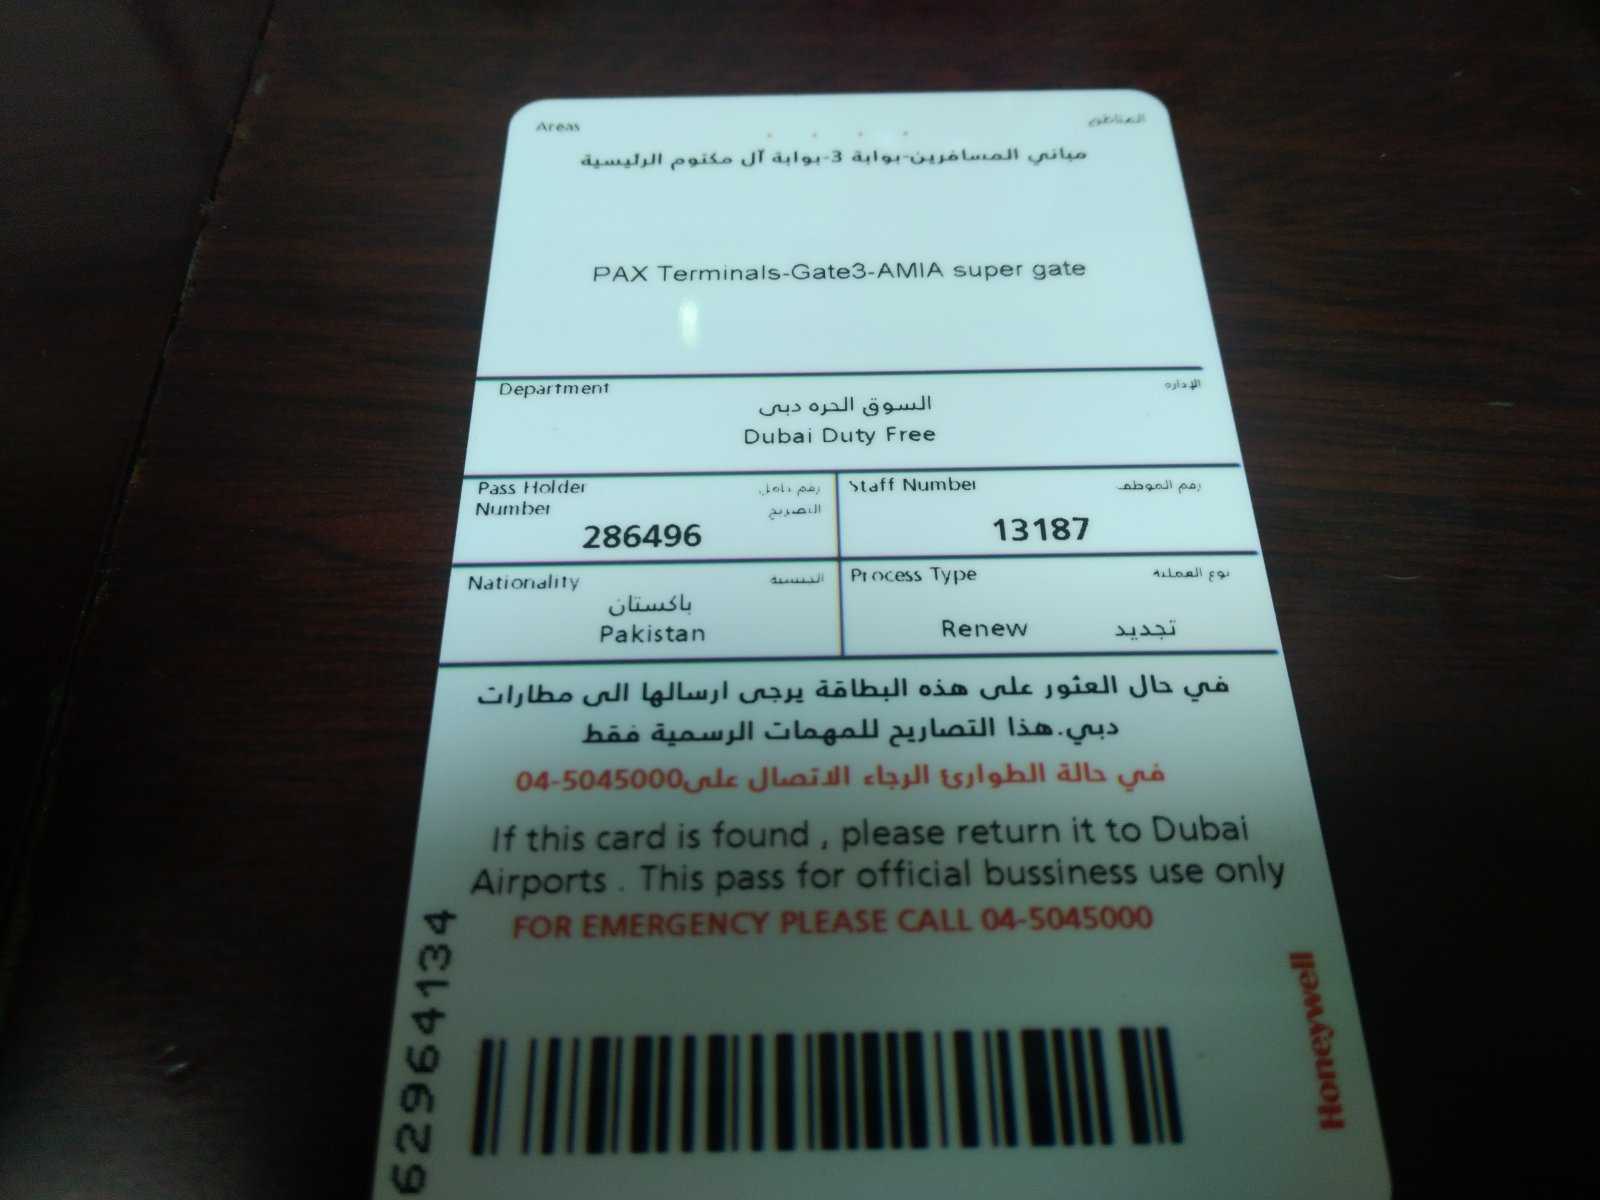 Areas المناطق
مباني المسافرين-بوابة 3-بوابة آل مكتوم الرئيسية
PAX Terminals-Gate3-AMIA super gate
Department الإدارة
السوق الحره دبى
Dubai Duty Free
Pass Holder Number رقم حامل التصريح
286496
Staff Number رقم الموظف
13187
Nationality الجنسية
باكستان
Pakistan
Process Type نوع العملية
Renew تجديد
في حال العثور على هذه البطاقة يرجى ارسالها الى مطارات
دبي.هذا التصاريح للمهمات الرسمية فقط
في حالة الطوارئ الرجاء الاتصال على04-5045000
If this card is found , please return it to Dubai
Airports . This pass for official bussiness use only
FOR EMERGENCY PLEASE CALL 04-5045000
62964134
Honeywell